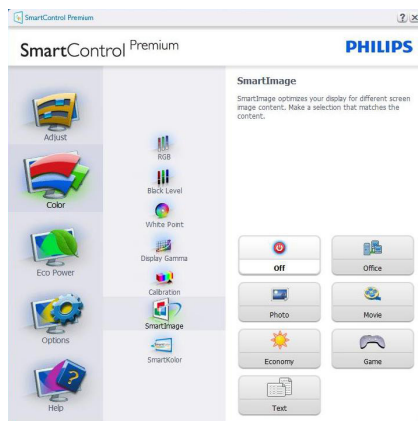 SmartControl Premium
SmartControl Premium
PHILIPS
Adjust
Color
Eco Power
Options
Help
RGB
Black Level
White Point
Display Gamma
Calibration
SmartImage
SmartKolor
SmartImage
SmartImage optimizes your display for different screen
image content. Make a selection that matches the
content.
Off
Office
Photo
Movie
Economy
Game
Text